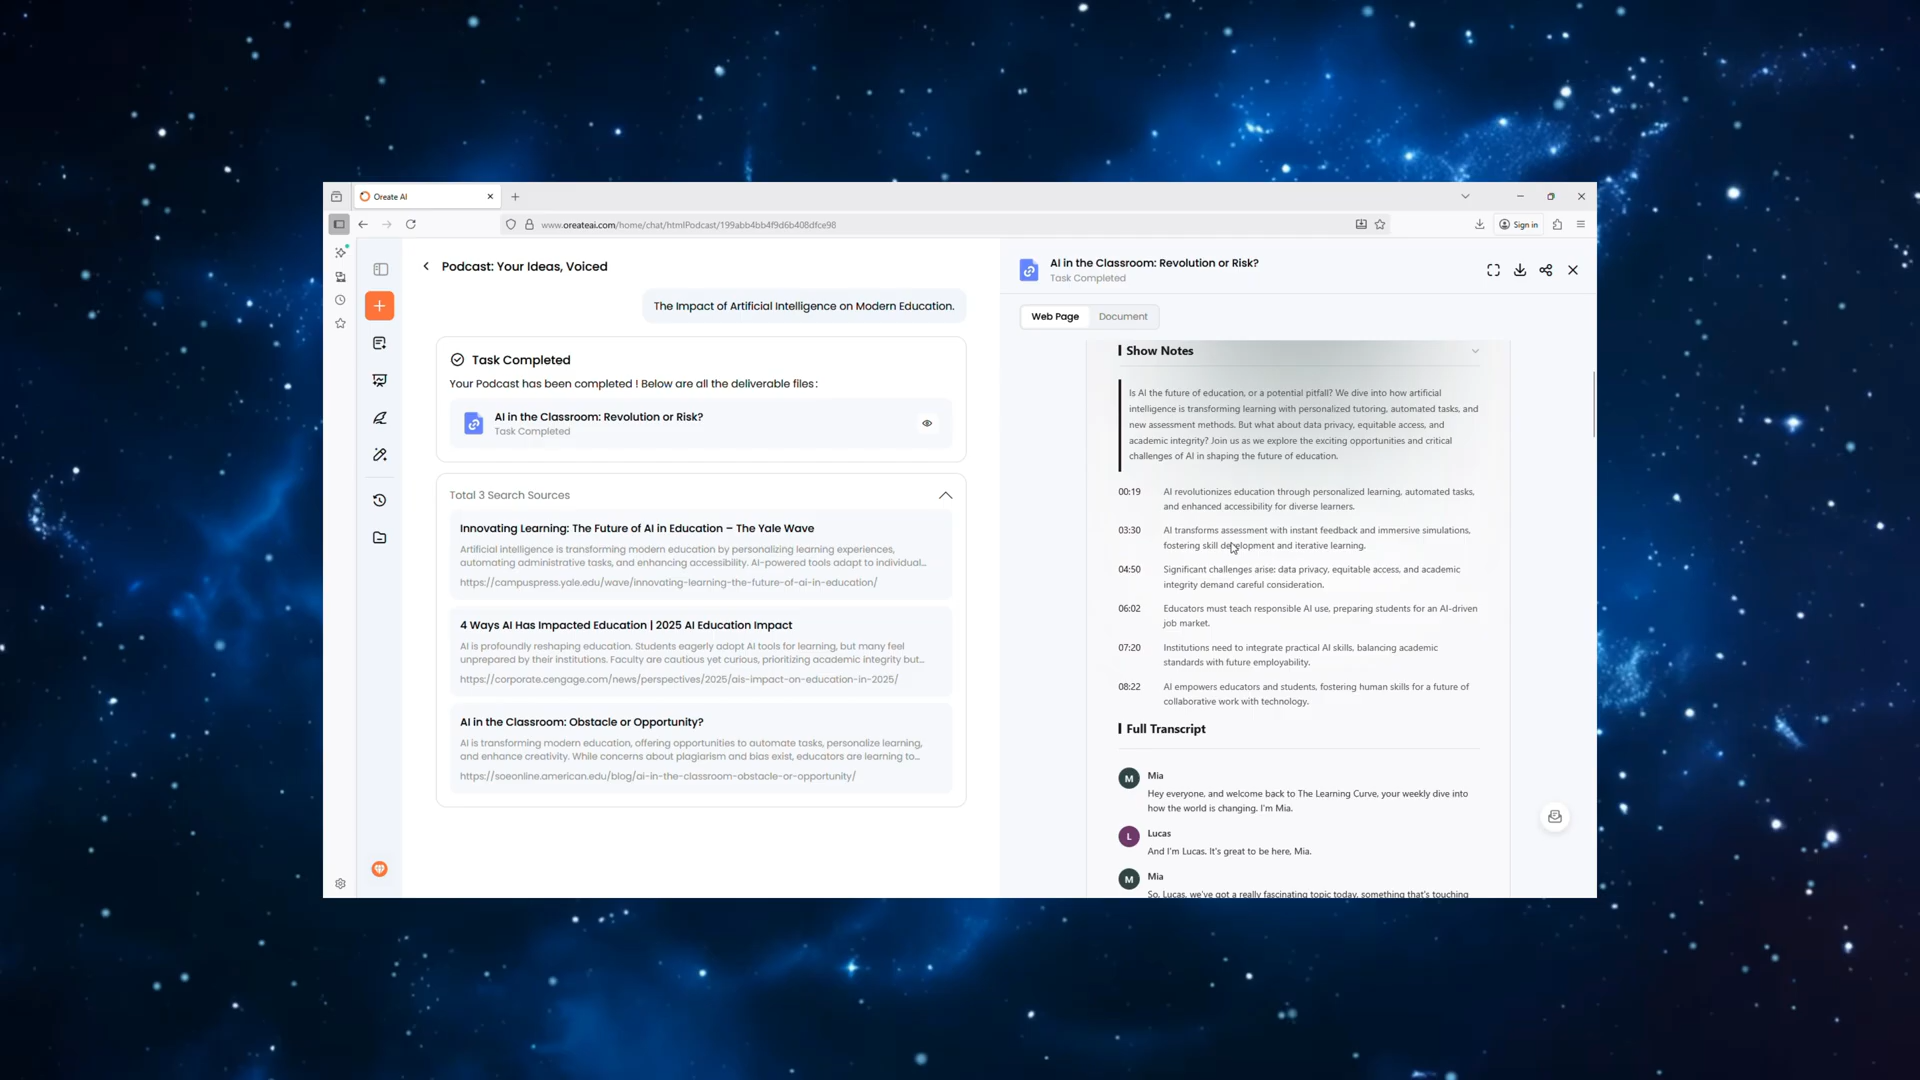 Oreate AI
www.oreateai.com/home/chat/htmlPodcast/199abb4bb4f9d6b408dfce98
Sign in
Podcast: Your Ideas, Voiced
The Impact of Artificial Intelligence on Modern Education.
Task Completed
Your Podcast has been completed ! Below are all the deliverable files:
AI in the Classroom: Revolution or Risk?
Task Completed
Total 3 Search Sources
Innovating Learning: The Future of AI in Education – The Yale Wave
Artificial intelligence is transforming modern education by personalizing learning experiences,
automating administrative tasks, and enhancing accessibility. AI-powered tools adapt to individual...
https://campuspress.yale.edu/wave/innovating-learning-the-future-of-ai-in-education/
4 Ways AI Has Impacted Education | 2025 AI Education Impact
AI is profoundly reshaping education. Students eagerly adopt AI tools for learning, but many feel
unprepared by their institutions. Faculty are cautious yet curious, prioritizing academic integrity but...
https://corporate.cengage.com/news/perspectives/2025/ais-impact-on-education-in-2025/
AI in the Classroom: Obstacle or Opportunity?
AI is transforming modern education, offering opportunities to automate tasks, personalize learning,
and enhance creativity. While concerns about plagiarism and bias exist, educators are learning to...
https://soeonline.american.edu/blog/ai-in-the-classroom-obstacle-or-opportunity/
AI in the Classroom: Revolution or Risk?
Task Completed
Web Page
Document
Show Notes
Is AI the future of education, or a potential pitfall? We dive into how artificial
intelligence is transforming learning with personalized tutoring, automated tasks, and
new assessment methods. But what about data privacy, equitable access, and
academic integrity? Join us as we explore the exciting opportunities and critical
challenges of AI in shaping the future of education.
00:19 AI revolutionizes education through personalized learning, automated tasks,
and enhanced accessibility for diverse learners.
03:30 AI transforms assessment with instant feedback and immersive simulations,
fostering skill development and iterative learning.
04:50 Significant challenges arise: data privacy, equitable access, and academic
integrity demand careful consideration.
06:02 Educators must teach responsible AI use, preparing students for an AI-driven
job market.
07:20 Institutions need to integrate practical AI skills, balancing academic
standards with future employability.
08:22 AI empowers educators and students, fostering human skills for a future of
collaborative work with technology.
Full Transcript
M Mia
Hey everyone, and welcome back to The Learning Curve, your weekly dive into
how the world is changing. I'm Mia.
L Lucas
And I'm Lucas. It's great to be here, Mia.
M Mia
So, Lucas, we've got a really fascinating topic today, something that's touching